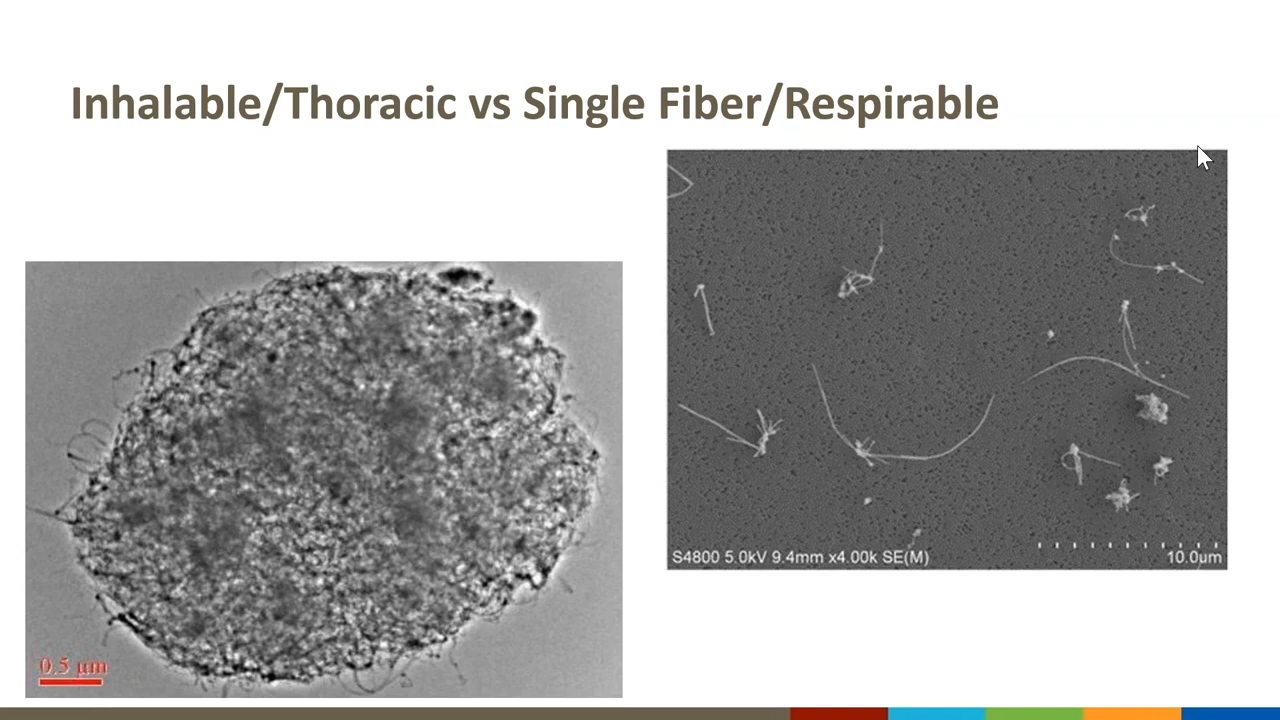 Inhalable/Thoracic vs Single Fiber/Respirable
S4800 5.0kV 9.4mm x4.00k SE(M)
10.0um
0.5 μm